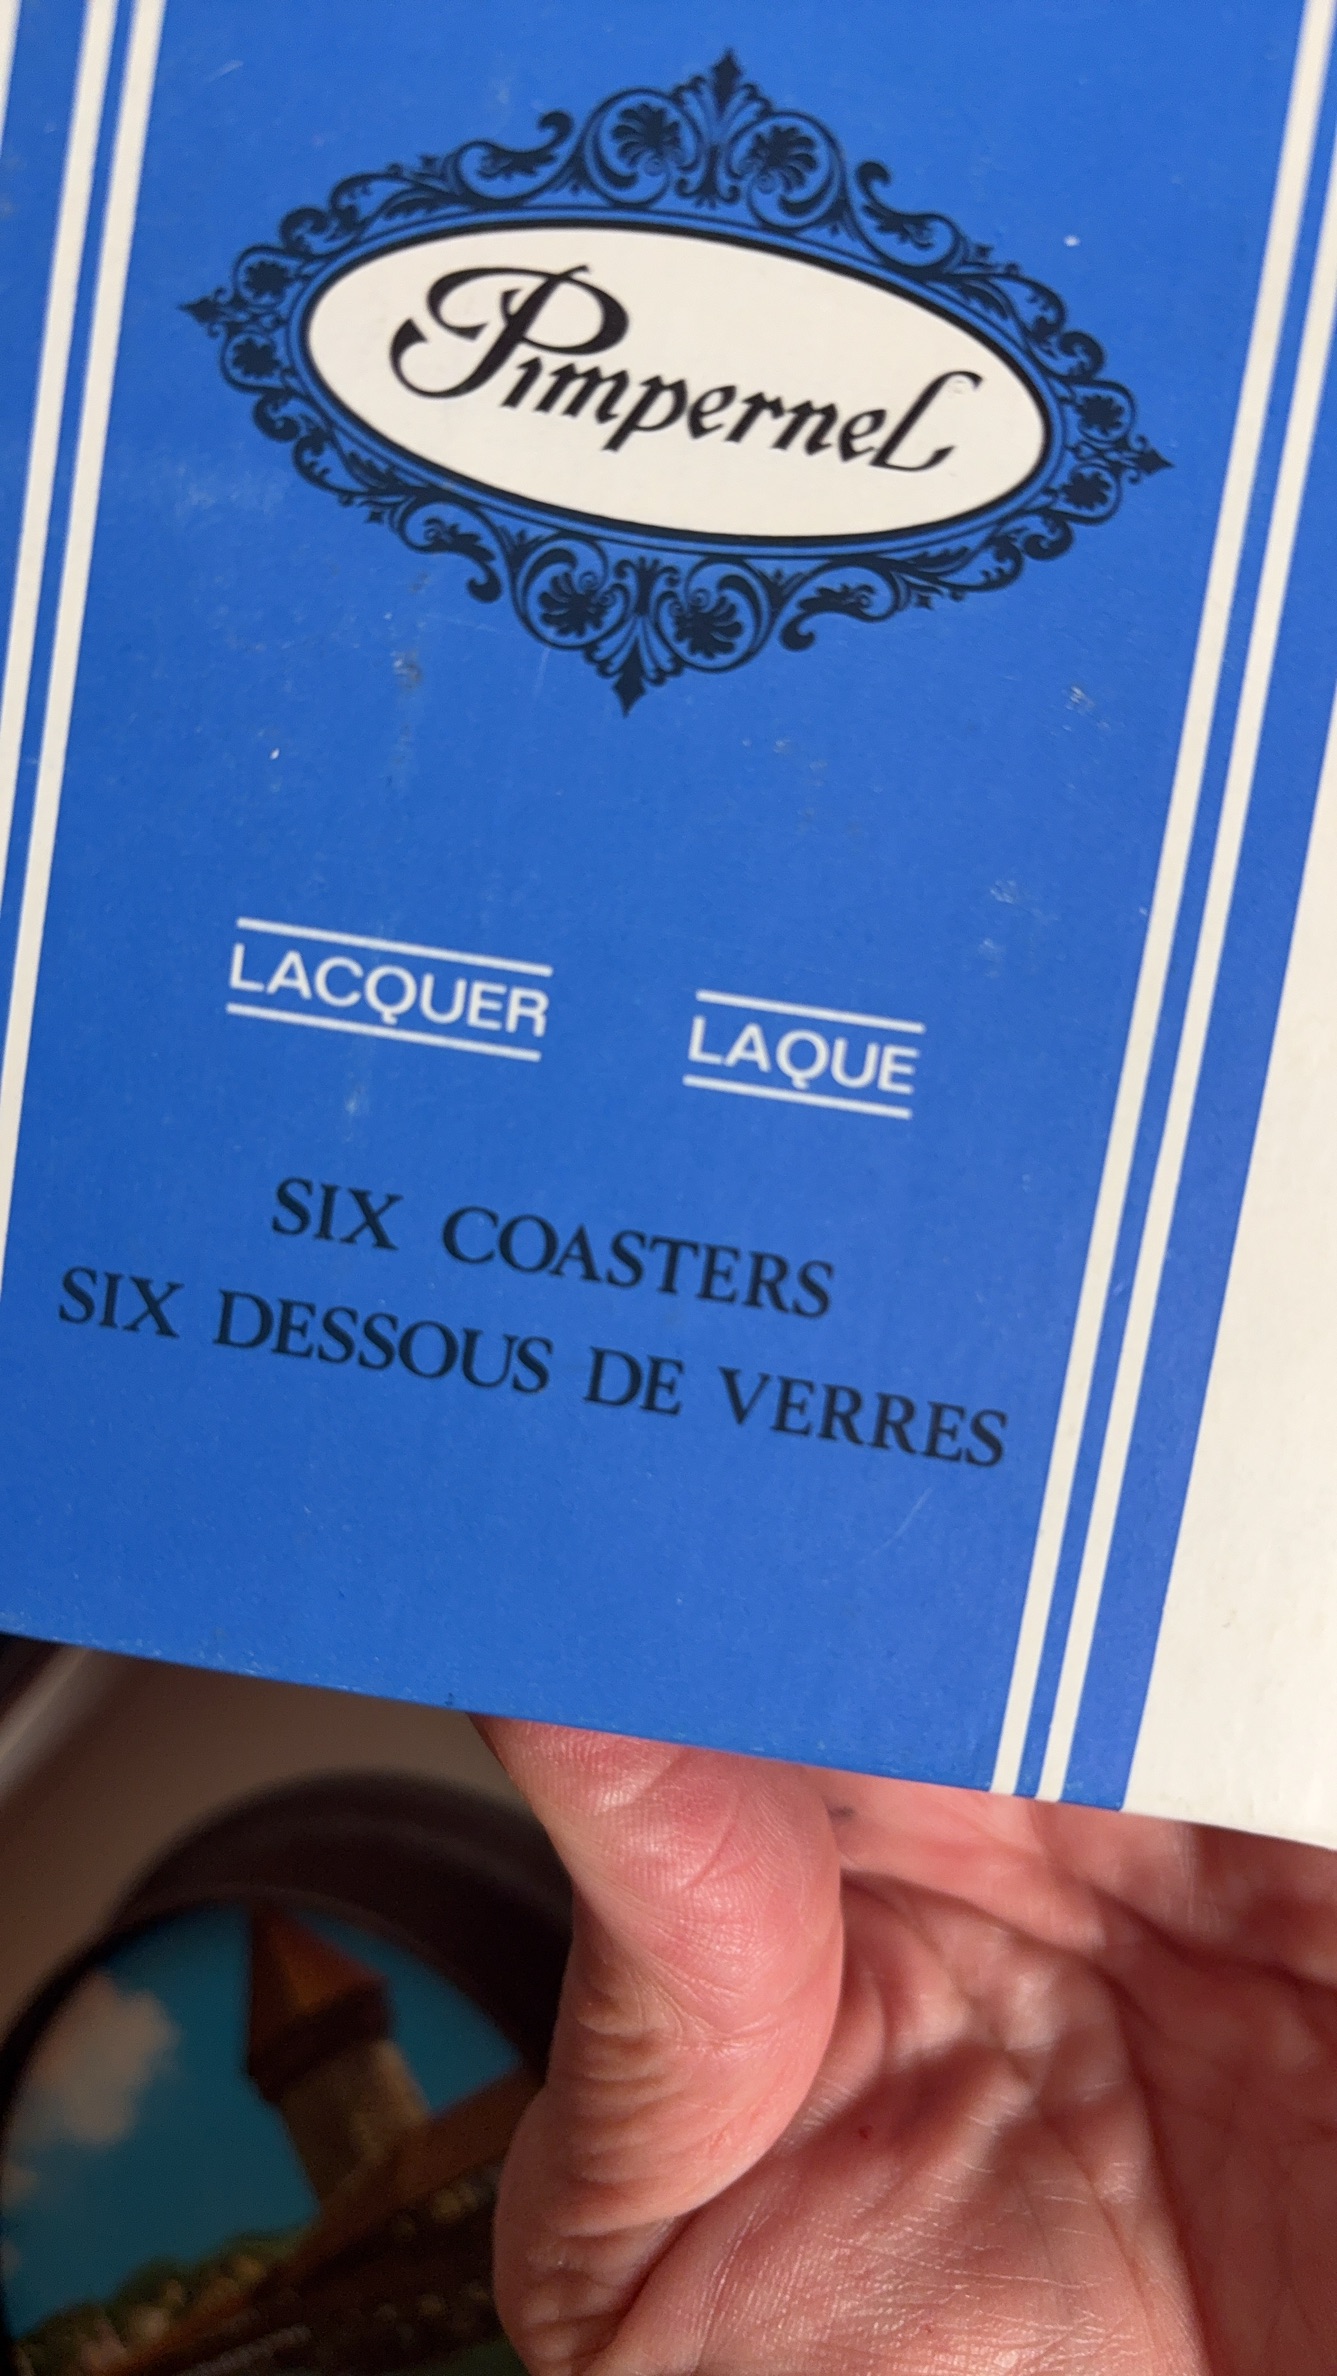 Pimpernel
LACQUER LAQUE
SIX COASTERS
SIX DESSOUS DE VERRES